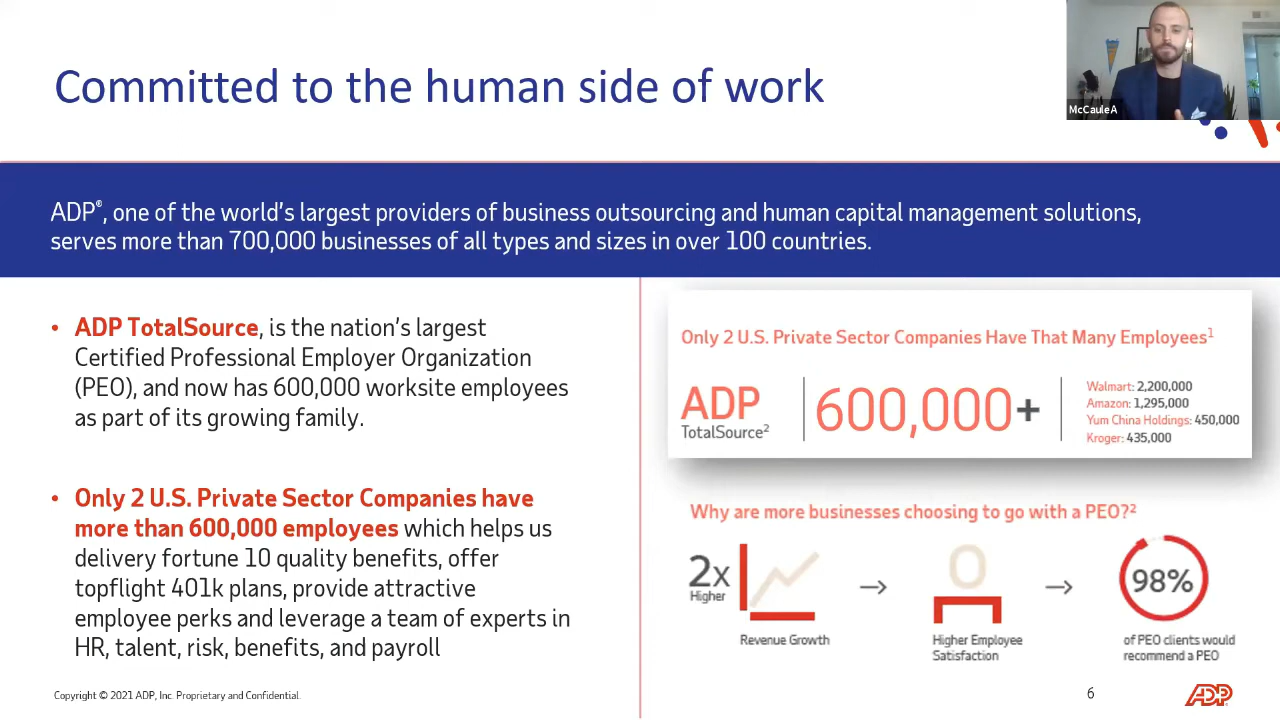 Committed to the human side of work
McCauleA
ADP®, one of the world's largest providers of business outsourcing and human capital management solutions,
serves more than 700,000 businesses of all types and sizes in over 100 countries.
• ADP TotalSource, is the nation's largest
Certified Professional Employer Organization
(PEO), and now has 600,000 worksite employees
as part of its growing family.
• Only 2 U.S. Private Sector Companies have
more than 600,000 employees which helps us
delivery fortune 10 quality benefits, offer
topflight 401k plans, provide attractive
employee perks and leverage a team of experts in
HR, talent, risk, benefits, and payroll
Only 2 U.S. Private Sector Companies Have That Many Employees¹
ADP
TotalSource²
600,000+
Walmart: 2,200,000
Amazon: 1,295,000
Yum China Holdings: 450,000
Kroger: 435,000
Why are more businesses choosing to go with a PEO?²
2x
Higher
Revenue Growth
Higher Employee
Satisfaction
98%
of PEO clients would
recommend a PEO
Copyright © 2021 ADP, Inc. Proprietary and Confidential.
6
ADP